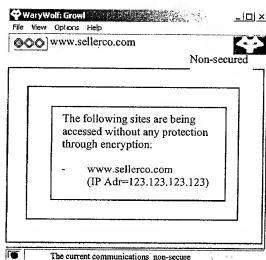 WaryWolf: Growl
File View Options Help
www.sellerco.com
Non-secured
The following sites are being
accessed without any protection
through encryption:
- www.sellerco.com
(IP Adr=123.123.123.123)
The current communications non-secure